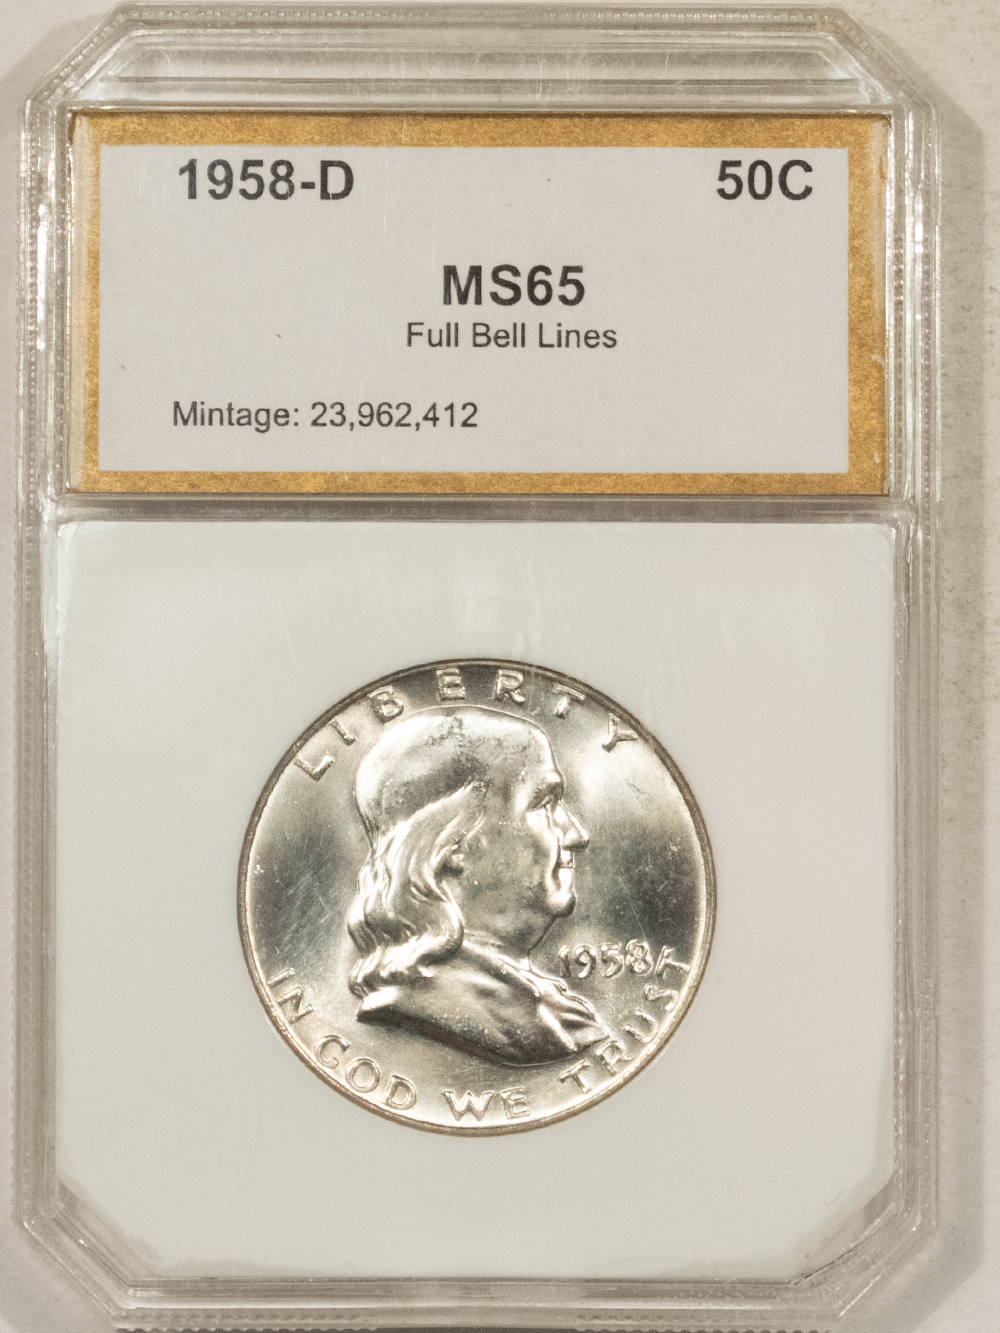 1958-D 50C
MS65
Full Bell Lines
Mintage: 23,962,412
LIBERTY
1958
IN GOD WE TRUST